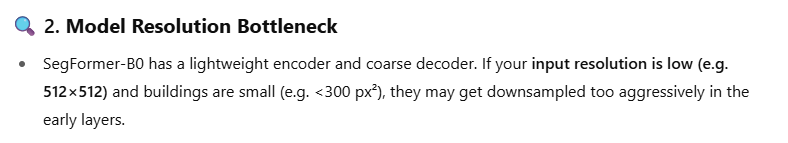 🔍 2. Model Resolution Bottleneck
• SegFormer-B0 has a lightweight encoder and coarse decoder. If your input resolution is low (e.g.
512×512) and buildings are small (e.g. <300 px²), they may get downsampled too aggressively in the
early layers.